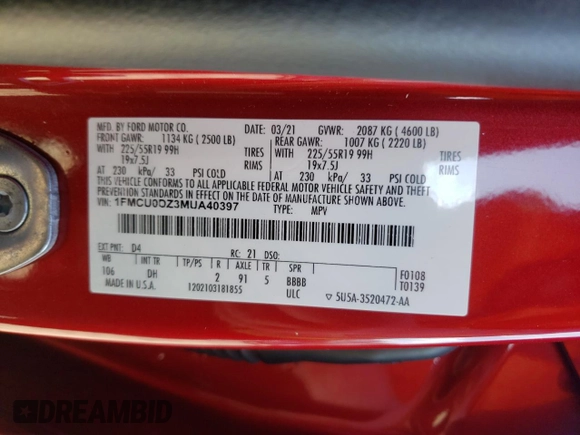 MFD. BY FORD MOTOR CO.
03/21 GVWR: 2087 KG ( 4600 LB)
FRONT GAWR: 1134 KG ( 2500 LB)
REAR GAWR: 1007 KG ( 2220 LB)
WITH 225/55R19 99H TIRES
WITH 225/55R19 99H TIRES
19x7.5J RIMS
19x7.5J RIMS
AT 230 kPa/ 33 PSI COLD
AT 230 kPa/ 33 PSI COLD
THIS VEHICLE CONFORMS TO ALL APPLICABLE FEDERAL MOTOR VEHICLE SAFETY AND THEFT
PREVENTION STANDARDS IN EFFECT ON THE DATE OF MANUFACTURE SHOWN ABOVE.
VIN: 1FMCU0DZ3MUA40397 TYPE: MPV
EXT PNT: D4 RC: 21 DSO:
WB INT TR TP/PS R AXLE TR SPR
F0108
106 DH 2 91 5 BBBB
T0139
MADE IN U.S.A. 1202103181855 ULC
5U5A-3520472-AA
DREAMBID